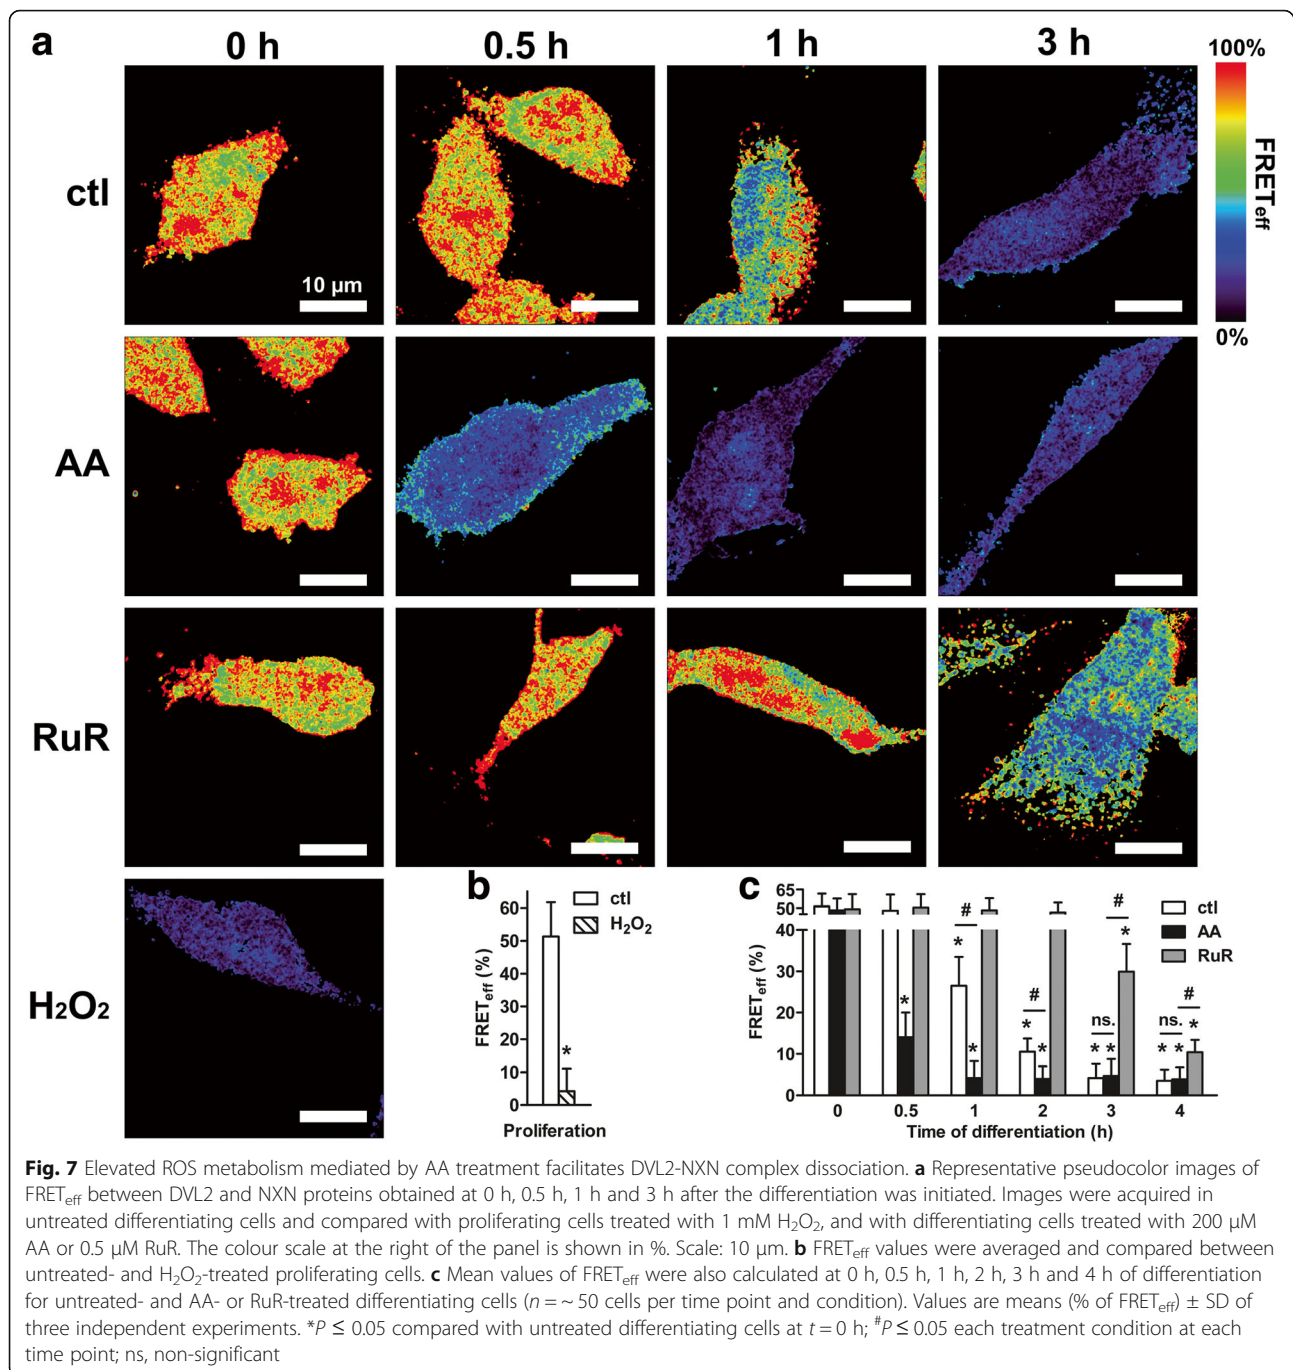 a
0 h
0.5 h
1 h
3 h
100%
ctl
10 µm
FRETeff
0%
AA
RuR
H2O2
b
ctl
H2O2
60
50
40
30
20
10
0
FRETeff (%)
*
Proliferation
c
65
50
40
30
20
10
0
FRETeff (%)
ctl
AA
RuR
*
* # *
* # *
* ns. * # *
* ns. * # *
0 0.5 1 2 3 4
Time of differentiation (h)
Fig. 7 Elevated ROS metabolism mediated by AA treatment facilitates DVL2-NXN complex dissociation. a Representative pseudocolor images of
FRETeff between DVL2 and NXN proteins obtained at 0 h, 0.5 h, 1 h and 3 h after the differentiation was initiated. Images were acquired in
untreated differentiating cells and compared with proliferating cells treated with 1 mM H2O2, and with differentiating cells treated with 200 µM
AA or 0.5 µM RuR. The colour scale at the right of the panel is shown in %. Scale: 10 µm. b FRETeff values were averaged and compared between
untreated- and H2O2-treated proliferating cells. c Mean values of FRETeff were also calculated at 0 h, 0.5 h, 1 h, 2 h, 3 h and 4 h of differentiation
for untreated- and AA- or RuR-treated differentiating cells (n = ~ 50 cells per time point and condition). Values are means (% of FRETeff) ± SD of
three independent experiments. *P ≤ 0.05 compared with untreated differentiating cells at t = 0 h; #P ≤ 0.05 each treatment condition at each
time point; ns, non-significant